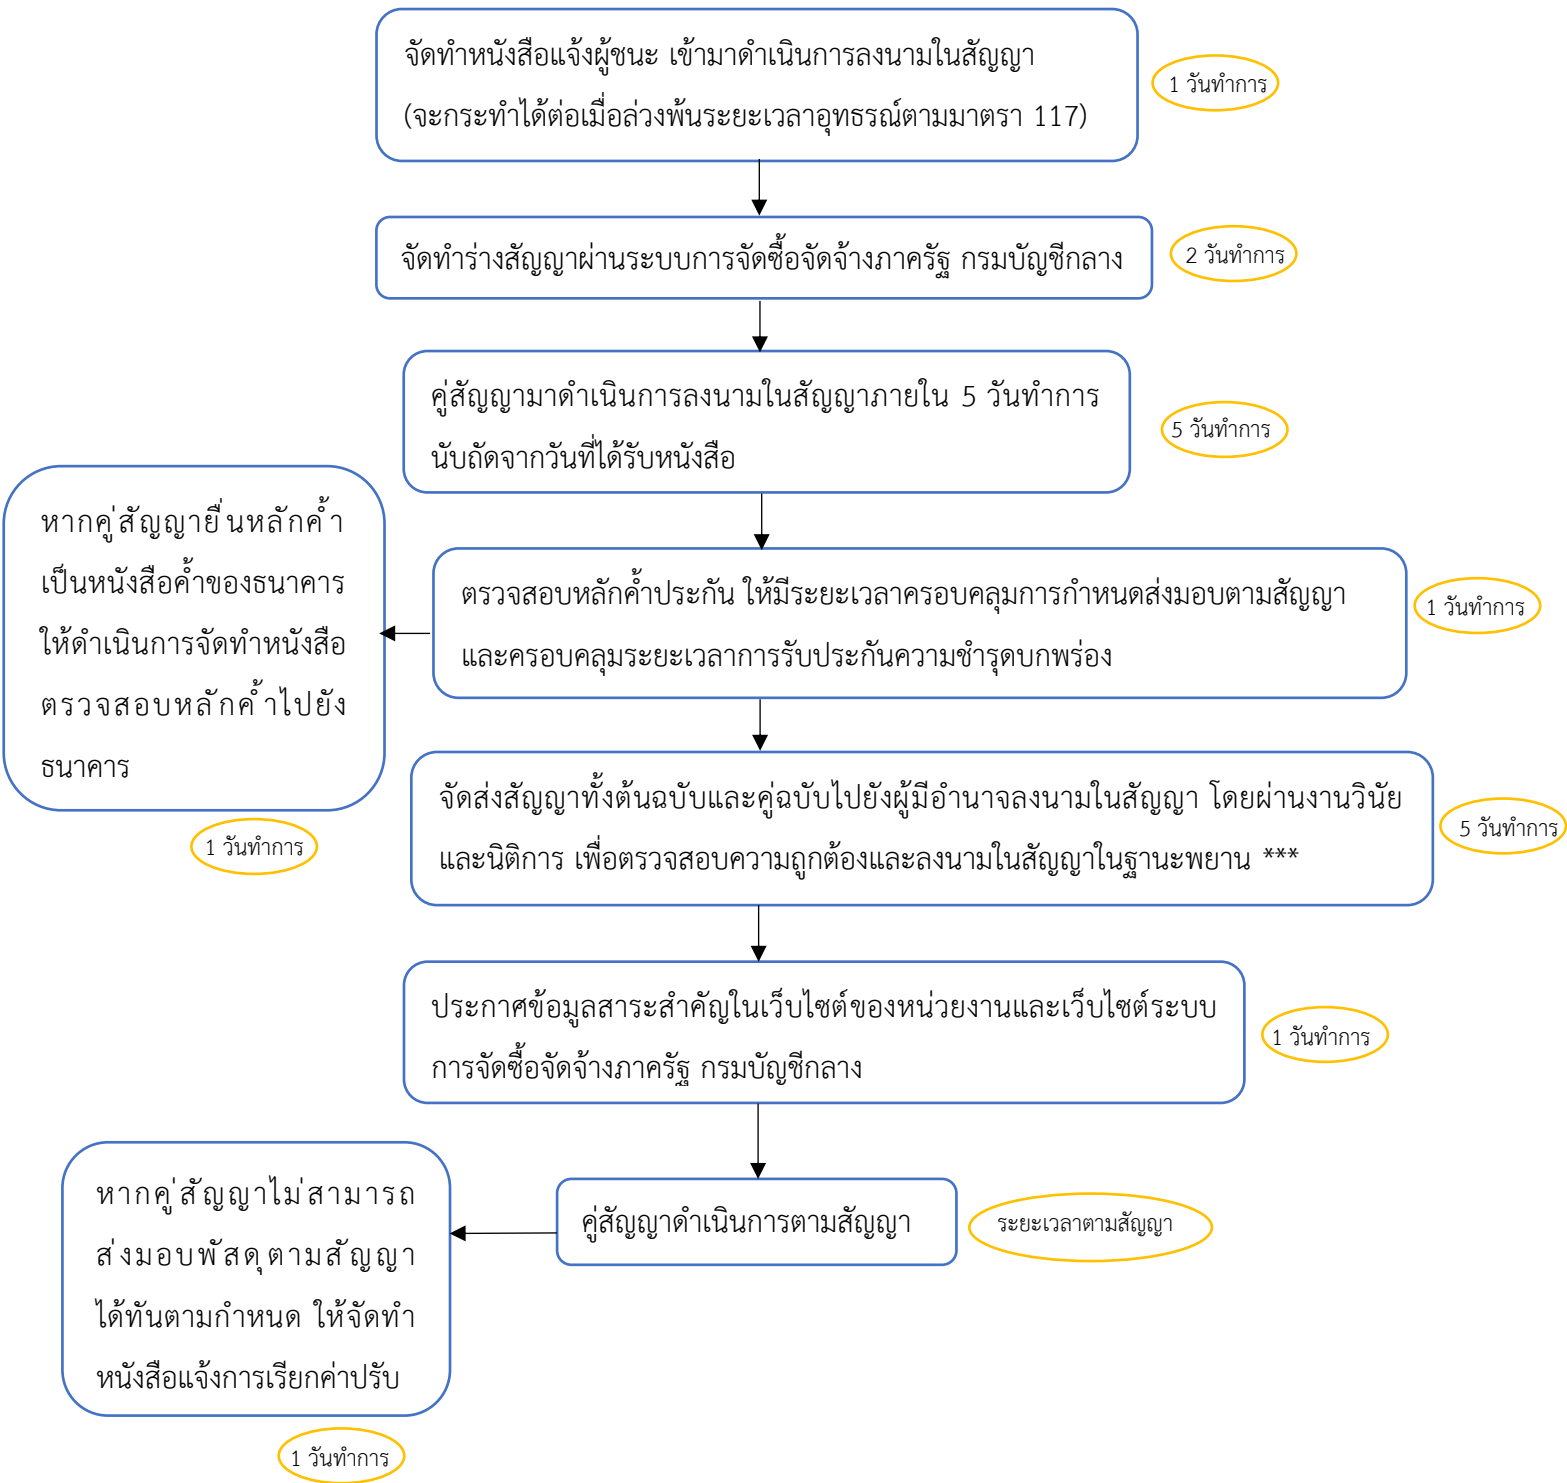 จัดทำหนังสือแจ้งผู้ชนะ เข้ามาดำเนินการลงนามในสัญญา
(จะกระทำได้ต่อเมื่อล่วงพ้นระยะเวลาอุทธรณ์ตามมาตรา 117)
1 วันทำการ
จัดทำร่างสัญญาผ่านระบบการจัดซื้อจัดจ้างภาครัฐ กรมบัญชีกลาง
2 วันทำการ
คู่สัญญามาดำเนินการลงนามในสัญญาภายใน 5 วันทำการ
นับถัดจากวันที่ได้รับหนังสือ
5 วันทำการ
ตรวจสอบหลักค้ำประกัน ให้มีระยะเวลาครอบคลุมการกำหนดส่งมอบตามสัญญา
และครอบคลุมระยะเวลาการรับประกันความชำรุดบกพร่อง
1 วันทำการ
หากคู่สัญญายื่นหลักค้ำ
เป็นหนังสือค้ำของธนาคาร
ให้ดำเนินการจัดทำหนังสือ
ตรวจสอบหลักค้ำไปยัง
ธนาคาร
1 วันทำการ
จัดส่งสัญญาทั้งต้นฉบับและคู่ฉบับไปยังผู้มีอำนาจลงนามในสัญญา โดยผ่านงานวินัย
และนิติการ เพื่อตรวจสอบความถูกต้องและลงนามในสัญญาในฐานะพยาน ***
5 วันทำการ
ประกาศข้อมูลสาระสำคัญในเว็บไซต์ของหน่วยงานและเว็บไซต์ระบบ
การจัดซื้อจัดจ้างภาครัฐ กรมบัญชีกลาง
1 วันทำการ
คู่สัญญาดำเนินการตามสัญญา
ระยะเวลาตามสัญญา
หากคู่สัญญาไม่สามารถ
ส่งมอบพัสดุตามสัญญา
ได้ทันตามกำหนด ให้จัดทำ
หนังสือแจ้งการเรียกค่าปรับ
1 วันทำการ